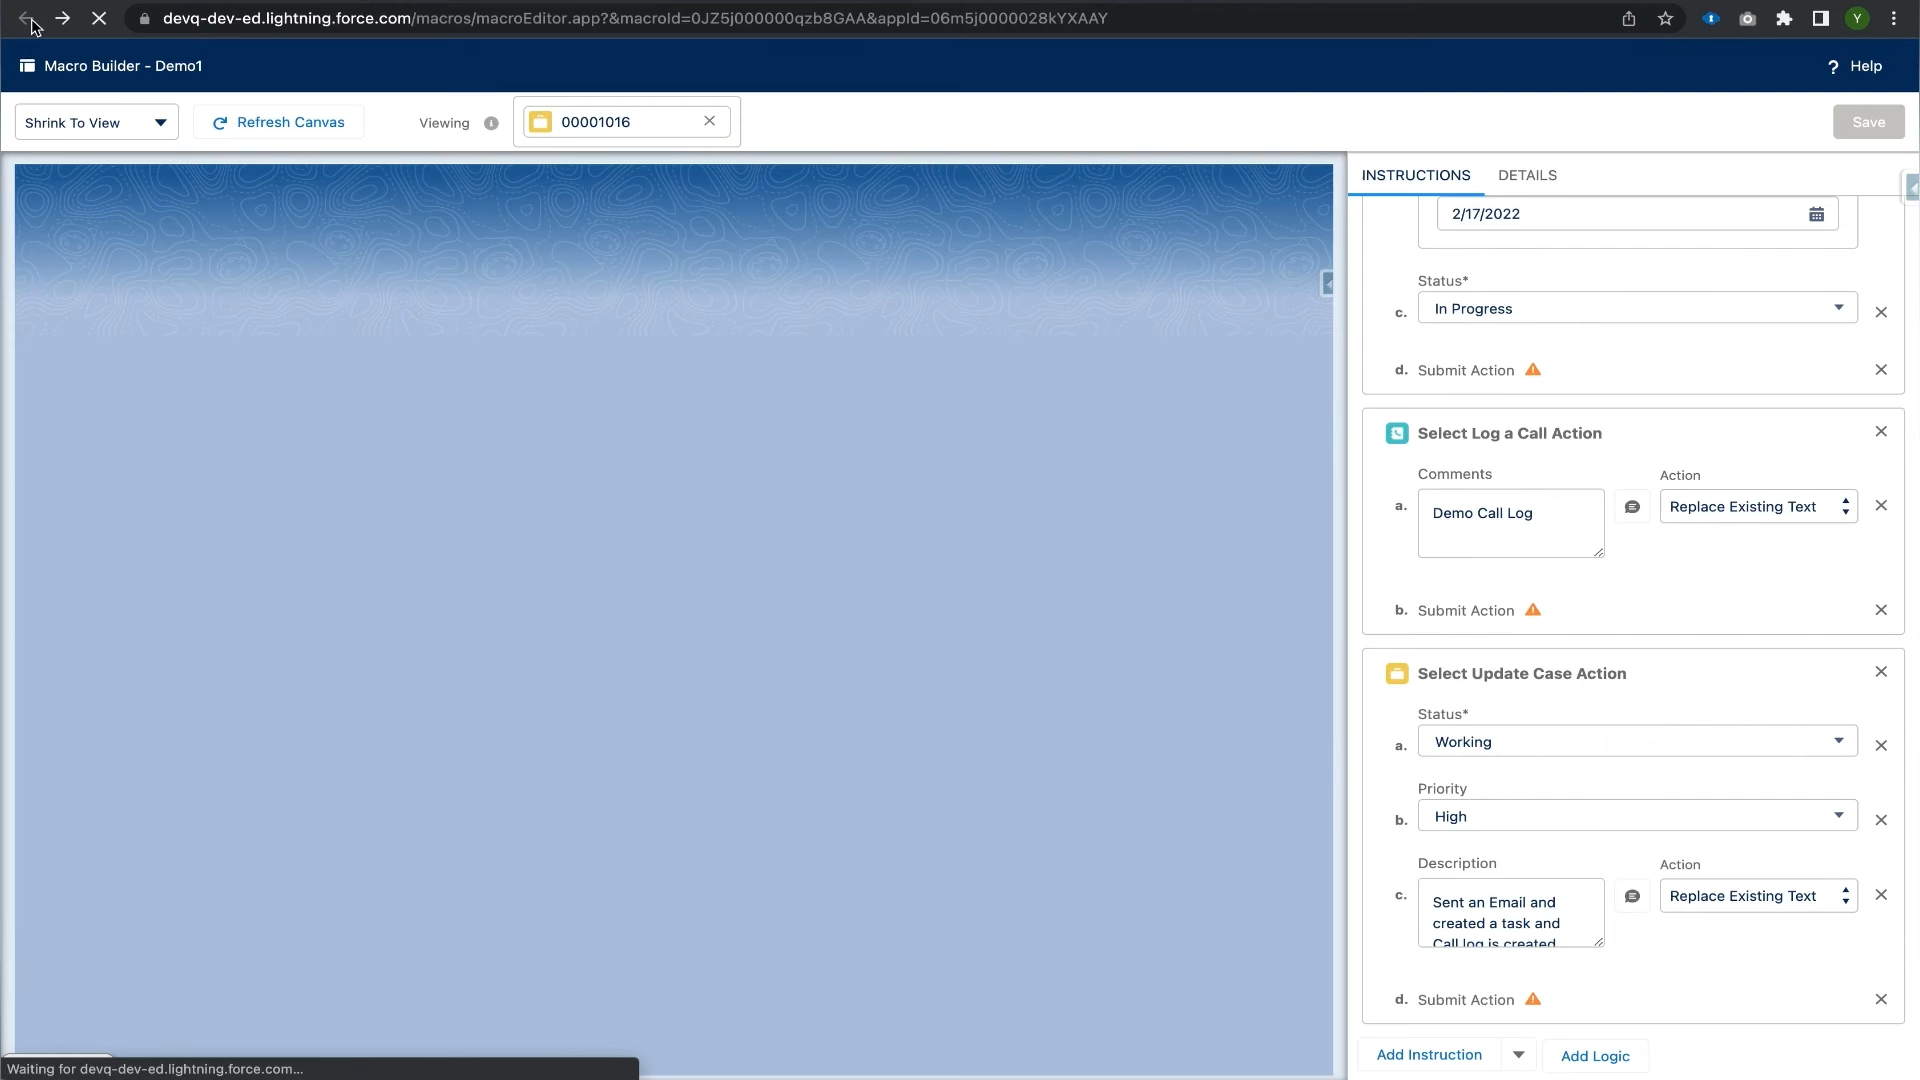 devq-dev-ed.lightning.force.com/macros/macroEditor.app?&macroId=0JZ5j000000qzb8GAA&appId=06m5j0000028kYXAAY
Y
Macro Builder - Demo1
? Help
Shrink To View
Refresh Canvas
Viewing
00001016
Save
INSTRUCTIONS
DETAILS
2/17/2022
Status*
c. In Progress
d. Submit Action
Select Log a Call Action
Comments
Action
a. Demo Call Log
Replace Existing Text
b. Submit Action
Select Update Case Action
Status*
a. Working
Priority
b. High
Description
Action
c. Sent an Email and
created a task and
Call log is created
Replace Existing Text
d. Submit Action
Add Instruction
Add Logic
Waiting for devq-dev-ed.lightning.force.com...